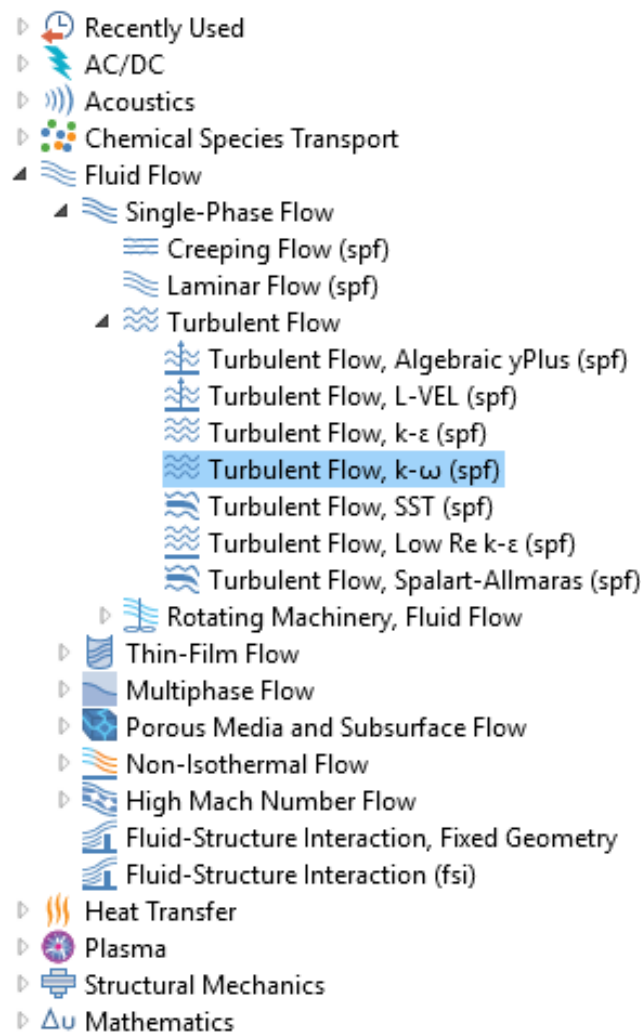 Recently Used
AC/DC
Acoustics
Chemical Species Transport
Fluid Flow
Single-Phase Flow
Creeping Flow (spf)
Laminar Flow (spf)
Turbulent Flow
Turbulent Flow, Algebraic yPlus (spf)
Turbulent Flow, L-VEL (spf)
Turbulent Flow, k-ε (spf)
Turbulent Flow, k-ω (spf)
Turbulent Flow, SST (spf)
Turbulent Flow, Low Re k-ε (spf)
Turbulent Flow, Spalart-Allmaras (spf)
Rotating Machinery, Fluid Flow
Thin-Film Flow
Multiphase Flow
Porous Media and Subsurface Flow
Non-Isothermal Flow
High Mach Number Flow
Fluid-Structure Interaction, Fixed Geometry
Fluid-Structure Interaction (fsi)
Heat Transfer
Plasma
Structural Mechanics
Δu Mathematics